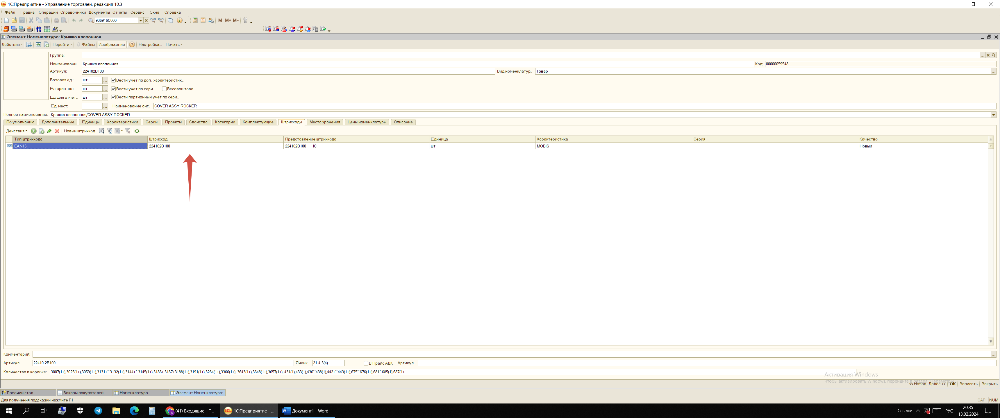 1С:Предприятие - Управление торговлей, редакция 10.3
Файл Правка Операции Справочники Документы Отчеты Сервис Окна Справка
936916C000 M M+ M-
Элемент Номенклатура: Крышка клапанная
Действия Перейти Файлы Изображение Настройка... Печать
Группа:
Наименовани... Крышка клапанная Код: 00000059548
Артикул: 224102B100 Вид номенклатур... Товар
Базовая ед.: шт Вести учет по доп. характеристик...
Ед. хран. ост.: шт Вести учет по сери... Весовой това...
Ед. для отчет... шт Вести партионный учет по сери...
Ед. мест: Наименование анг... COVER ASSY-ROCKER
Полное наименование: Крышка клапанная/COVER ASSY-ROCKER
По умолчанию Дополнительные Единицы Характеристики Серии Проекты Свойства Категории Комплектующие Штрихкоды Места хранения Цены номенклатуры Описание
Действия Новый штрихкод
Тип штрихкода Штрихкод Представление штрихкода Единица Характеристика Серия Качество
EAN13 224102B100 224102B100 IC шт MOBIS Новый
Комментарий:
Артикул... 22410-2B100 Ячейк... 21-4-3(4) В Прайс АДК Артикул...
Количество в коробке: 3007(1+),3025(1+),3059(1+),3131+~3132(1+),3144+~3145(1+),3186+ 3187+3188(1+),3191(1+),3284(1+),3366(1+); 3643(1+),3648(1+),3657(1+); 431(1),433(1),436~438(1),442+~443(1+),675~676(1+),681~685(1),687(1+
Активация Windows
Чтобы активировать Windows, перейдите в раздел "Параметры".
<< Назад Далее >> OK Записать Закрыть
Рабочий стол Заказы покупателей Номенклатура Элемент Номенклатура:...
Для получения подсказки нажмите F1 CAP NUM
(41) Входящие - П... 1С:Предприятие - ... Документ1 - Word Ссылки РУС 20:35
13.02.2024